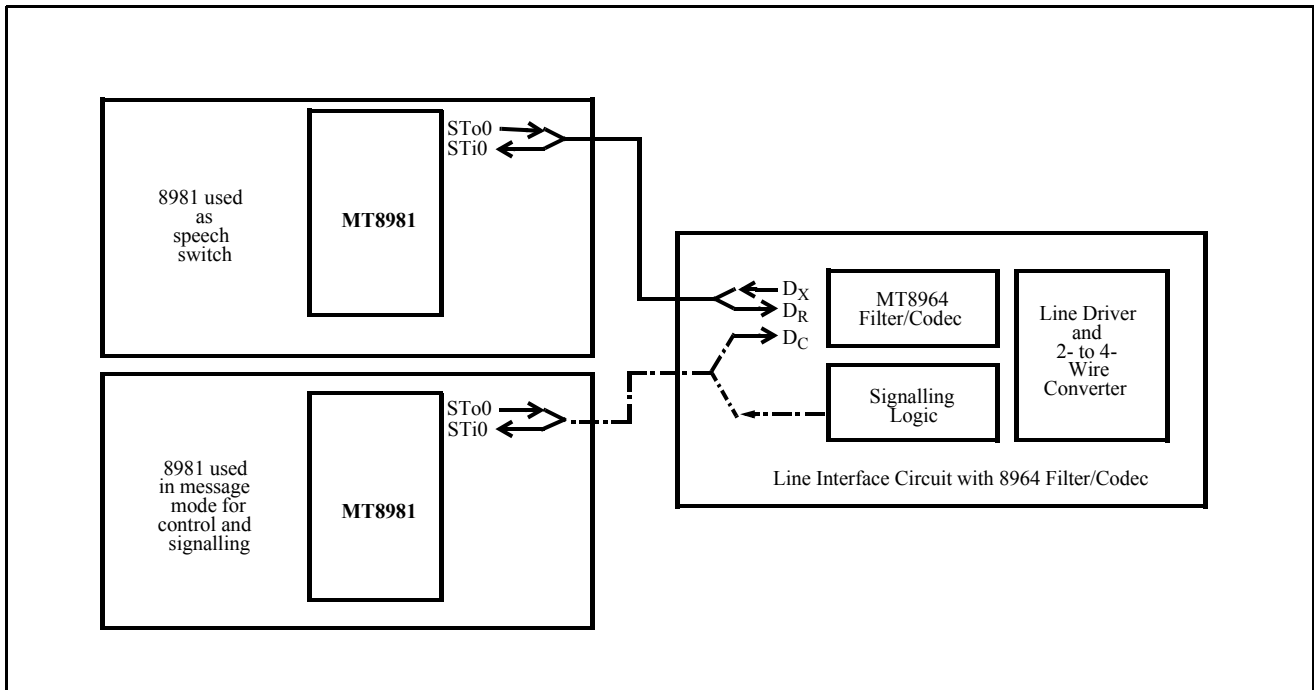 8981 used
as
speech
switch
MT8981
STo0
STi0
8981 used
in message
mode for
control and
signalling
MT8981
STo0
STi0
DX
DR
DC
MT8964
Filter/Codec
Signalling
Logic
Line Driver
and
2- to 4-
Wire
Converter
Line Interface Circuit with 8964 Filter/Codec